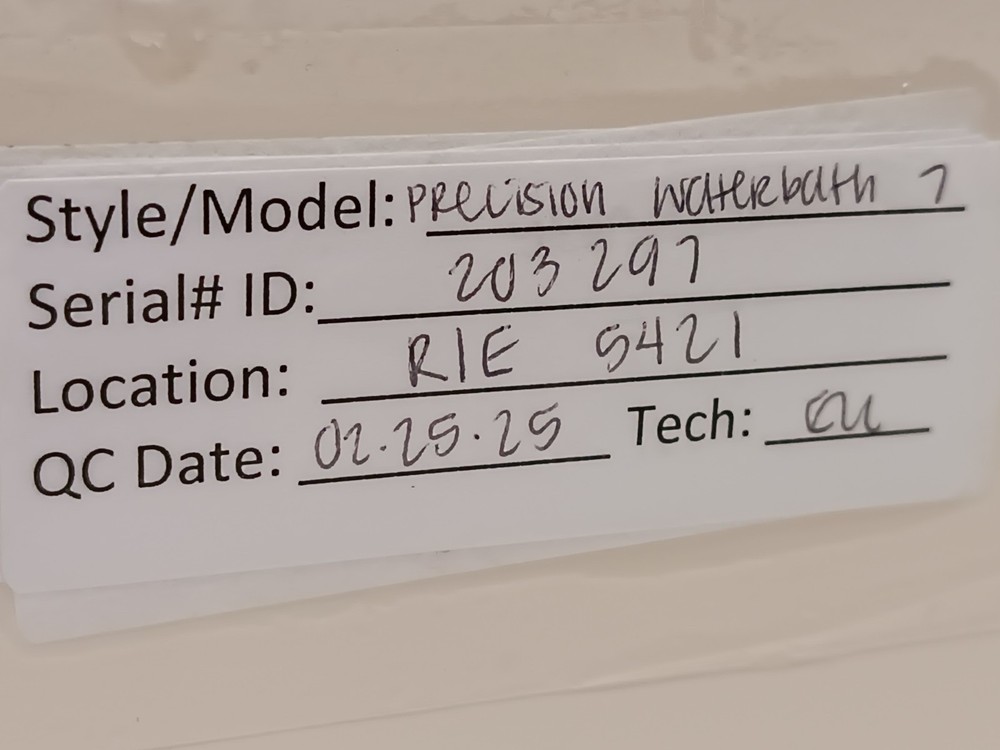 Style/Model: PRECISION WATERbath 7
Serial# ID: 203297
Location: RIE 5421
QC Date: 02.25.25 Tech: